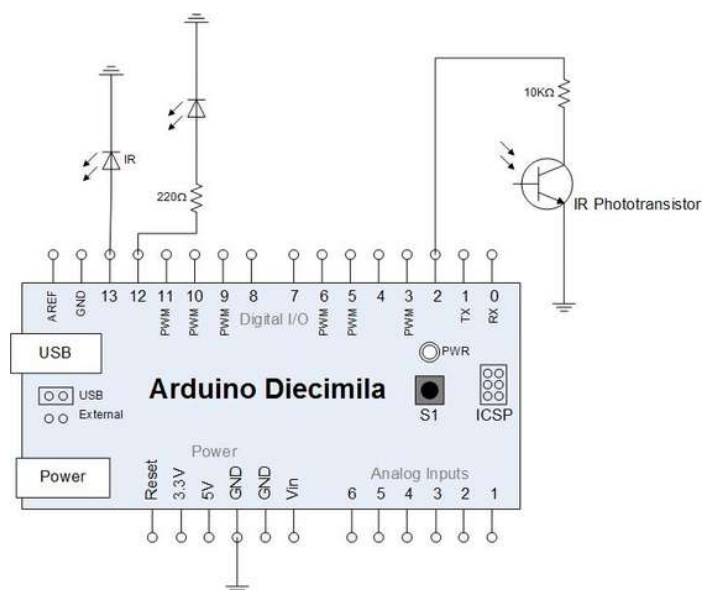 10KΩ
IR
220Ω
IR Phototransistor
AREF GND 13 12 11 10 9 8 7 6 5 4 3 2 1 0
PWM PWM PWM PWM PWM PWM TX RX
Digital I/O
USB
PWR
USB
External
Arduino Diecimila
S1 ICSP
Power
Power
Analog Inputs
Reset 3.3V 5V GND GND Vin 6 5 4 3 2 1